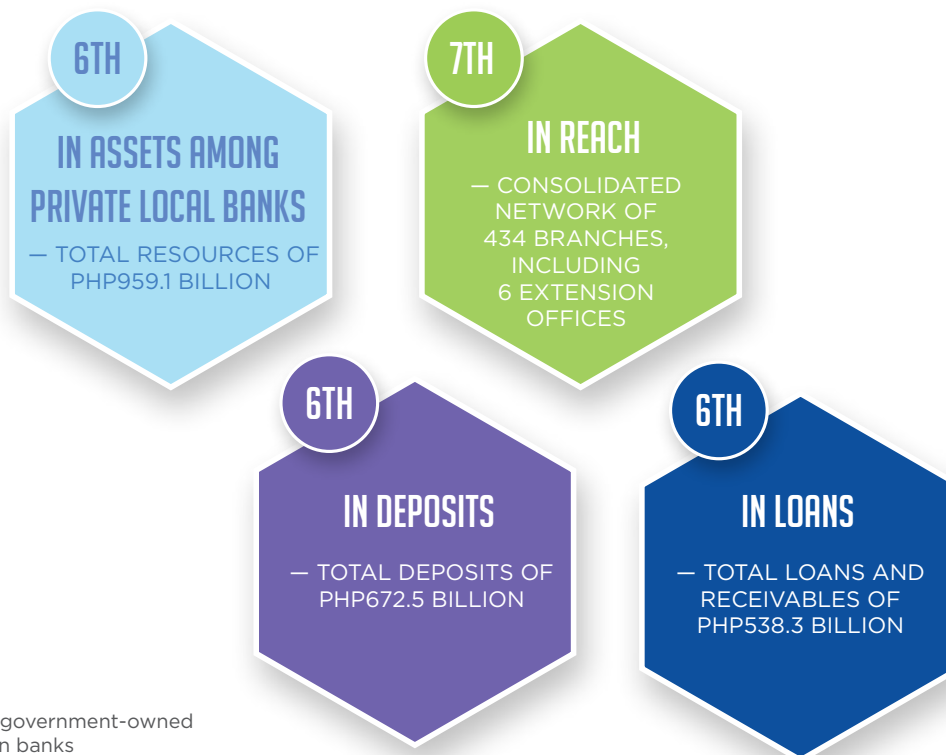 6TH
IN ASSETS AMONG
PRIVATE LOCAL BANKS
— TOTAL RESOURCES OF
PHP959.1 BILLION
7TH
IN REACH
— CONSOLIDATED
NETWORK OF
434 BRANCHES,
INCLUDING
6 EXTENSION
OFFICES
6TH
IN DEPOSITS
— TOTAL DEPOSITS OF
PHP672.5 BILLION
6TH
IN LOANS
— TOTAL LOANS AND
RECEIVABLES OF
PHP538.3 BILLION
government-owned
banks